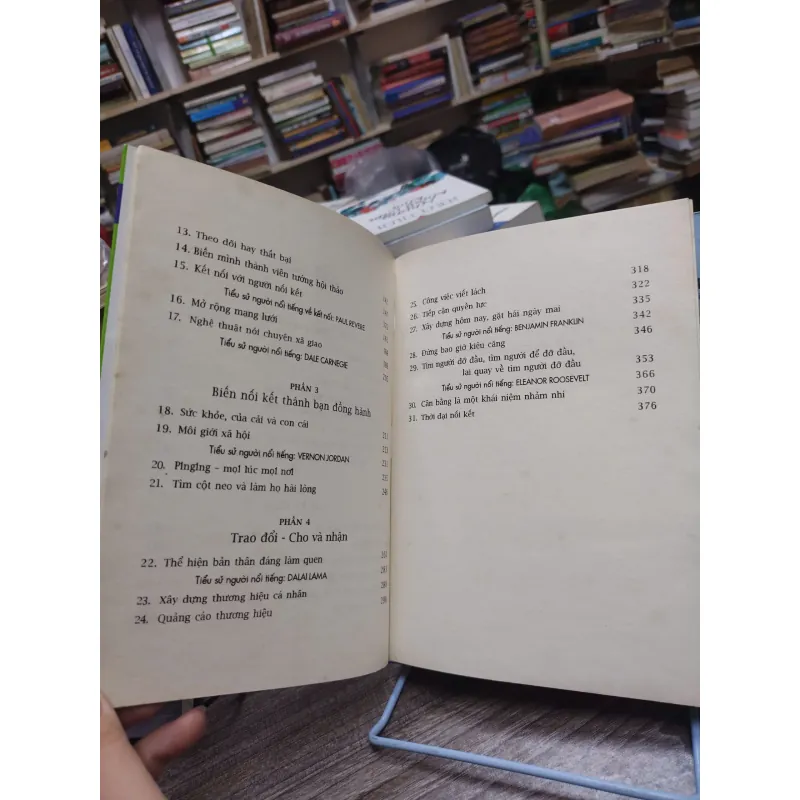 13. Theo dõi hay thất bại
14. Biến mình thành viên tướng hội thảo
15. Kết nối với người nối kết
Tiểu sử người nổi tiếng về kết nối: PAUL REVERE
16. Mở rộng mạng lưới
17. Nghệ thuật nói chuyện xã giao
Tiểu sử người nổi tiếng: DALE CARNEGIE
PHẦN 3
Biến nối kết thành bạn đồng hành
18. Sức khỏe, của cải và con cái
19. Môi giới xã hội
Tiểu sử người nổi tiếng: VERNON JORDAN
20. Pinging - mọi lúc mọi nơi
21. Tìm cột neo và làm họ hài lòng
PHẦN 4
Trao đổi - Cho và nhận
22. Thể hiện bản thân đáng làm quen
Tiểu sử người nổi tiếng: DALAI LAMA
23. Xây dựng thương hiệu cá nhân
24. Quảng cáo thương hiệu
25. Công việc viết lách 318
26. Tiếp cận quyền lực 322
27. Xây dựng hôm nay, gặt hái ngày mai 335
Tiểu sử người nổi tiếng: BENJAMIN FRANKLIN 342
28. Đừng bao giờ kiêu căng 346
29. Tìm người đỡ đầu, tìm người để đỡ đầu,
lại quay về tìm người đỡ đầu 353
Tiểu sử người nổi tiếng: ELEANOR ROOSEVELT 366
30. Cân bằng là một khái niệm nhảm nhí 370
31. Thời đại nối kết 376